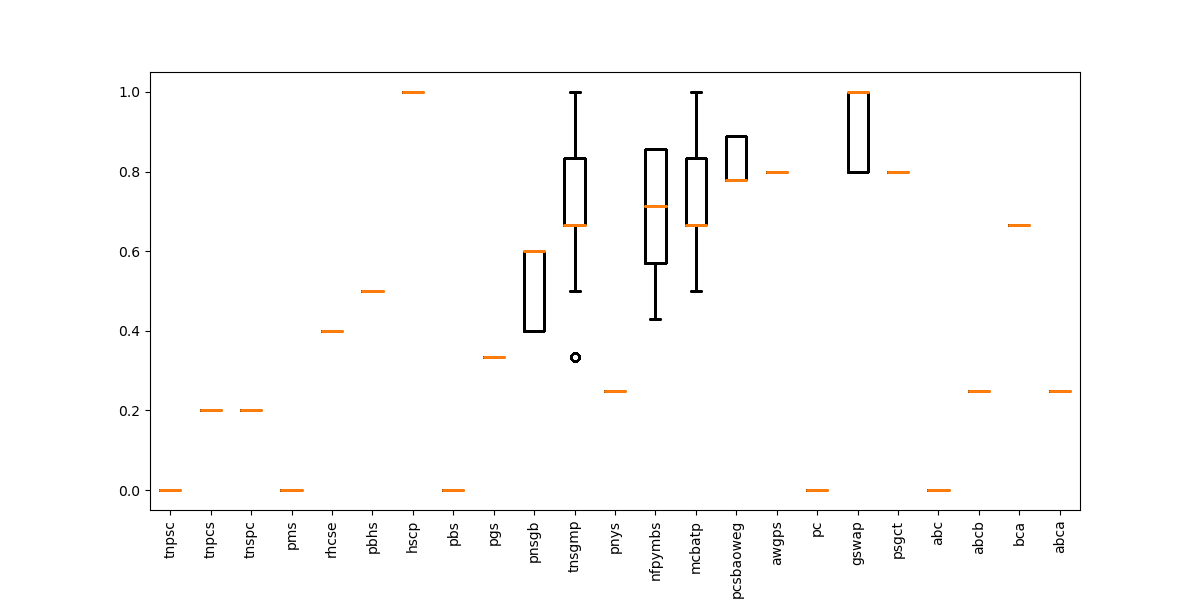 1.0
0.8
0.6
0.4
0.2
0.0
tnpsc
tnpcs
tnspc
pms
rhcse
pbhs
hscp
pbs
pgs
pnsgb
tnsgmp
pnys
nfpymbs
mcbatp
pcsbaoweg
awgps
pc
gswap
psgct
abc
abcb
bca
abca